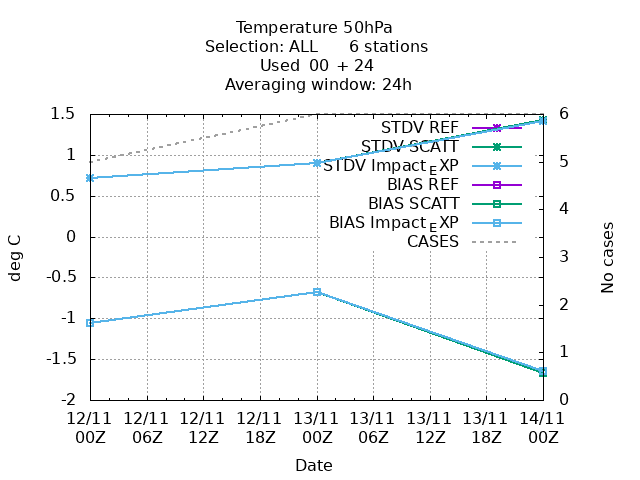 Temperature 50hPa
Selection: ALL 6 stations
Used 00 + 24
Averaging window: 24h
1.5
1
0.5
0
-0.5
-1
-1.5
-2
deg C
6
5
4
3
2
1
0
No cases
STDV REF
STDV SCATT
STDV Impact_EXP
BIAS REF
BIAS SCATT
BIAS Impact_EXP
CASES
12/11 12/11 12/11 12/11 13/11 13/11 13/11 13/11 14/11
00Z 06Z 12Z 18Z 00Z 06Z 12Z 18Z 00Z
Date